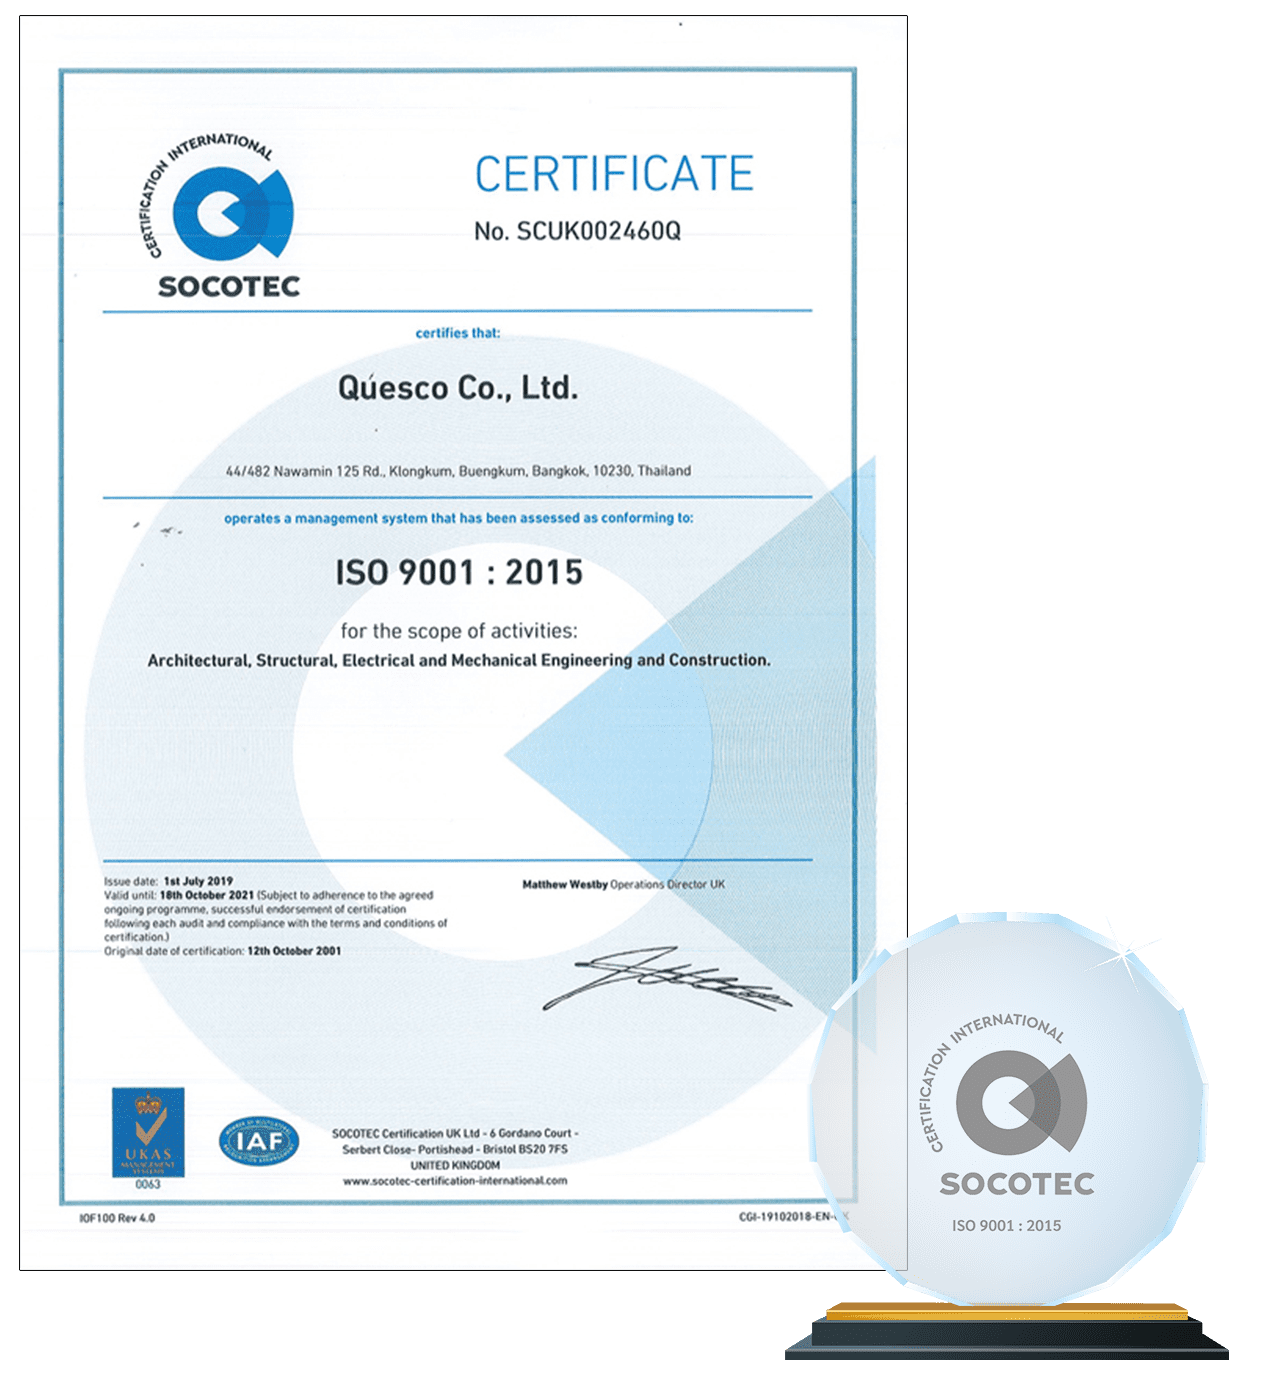 CERTIFICATION INTERNATIONAL
SOCOTEC
CERTIFICATE
No. SCUK002460Q
certifies that:
Qúesco Co., Ltd.
44/482 Nawamin 125 Rd., Klongkum, Buengkum, Bangkok, 10230, Thailand
operates a management system that has been assessed as conforming to:
ISO 9001 : 2015
for the scope of activities:
Architectural, Structural, Electrical and Mechanical Engineering and Construction.
Issue date: 1st July 2019
Valid until: 18th October 2021 (Subject to adherence to the agreed
ongoing programme, successful endorsement of certification
following each audit and compliance with the terms and conditions of
certification.)
Original date of certification: 12th October 2001
Matthew Westby Operations Director UK
UKAS
MANAGEMENT
SYSTEMS
0063
IAF
SOCOTEC Certification UK Ltd - 6 Gordano Court -
Serbert Close- Portishead - Bristol BS20 7FS
UNITED KINGDOM
www.socotec-certification-international.com
IOF100 Rev 4.0
CGI-19102018-EN-
CERTIFICATION INTERNATIONAL
SOCOTEC
ISO 9001 : 2015